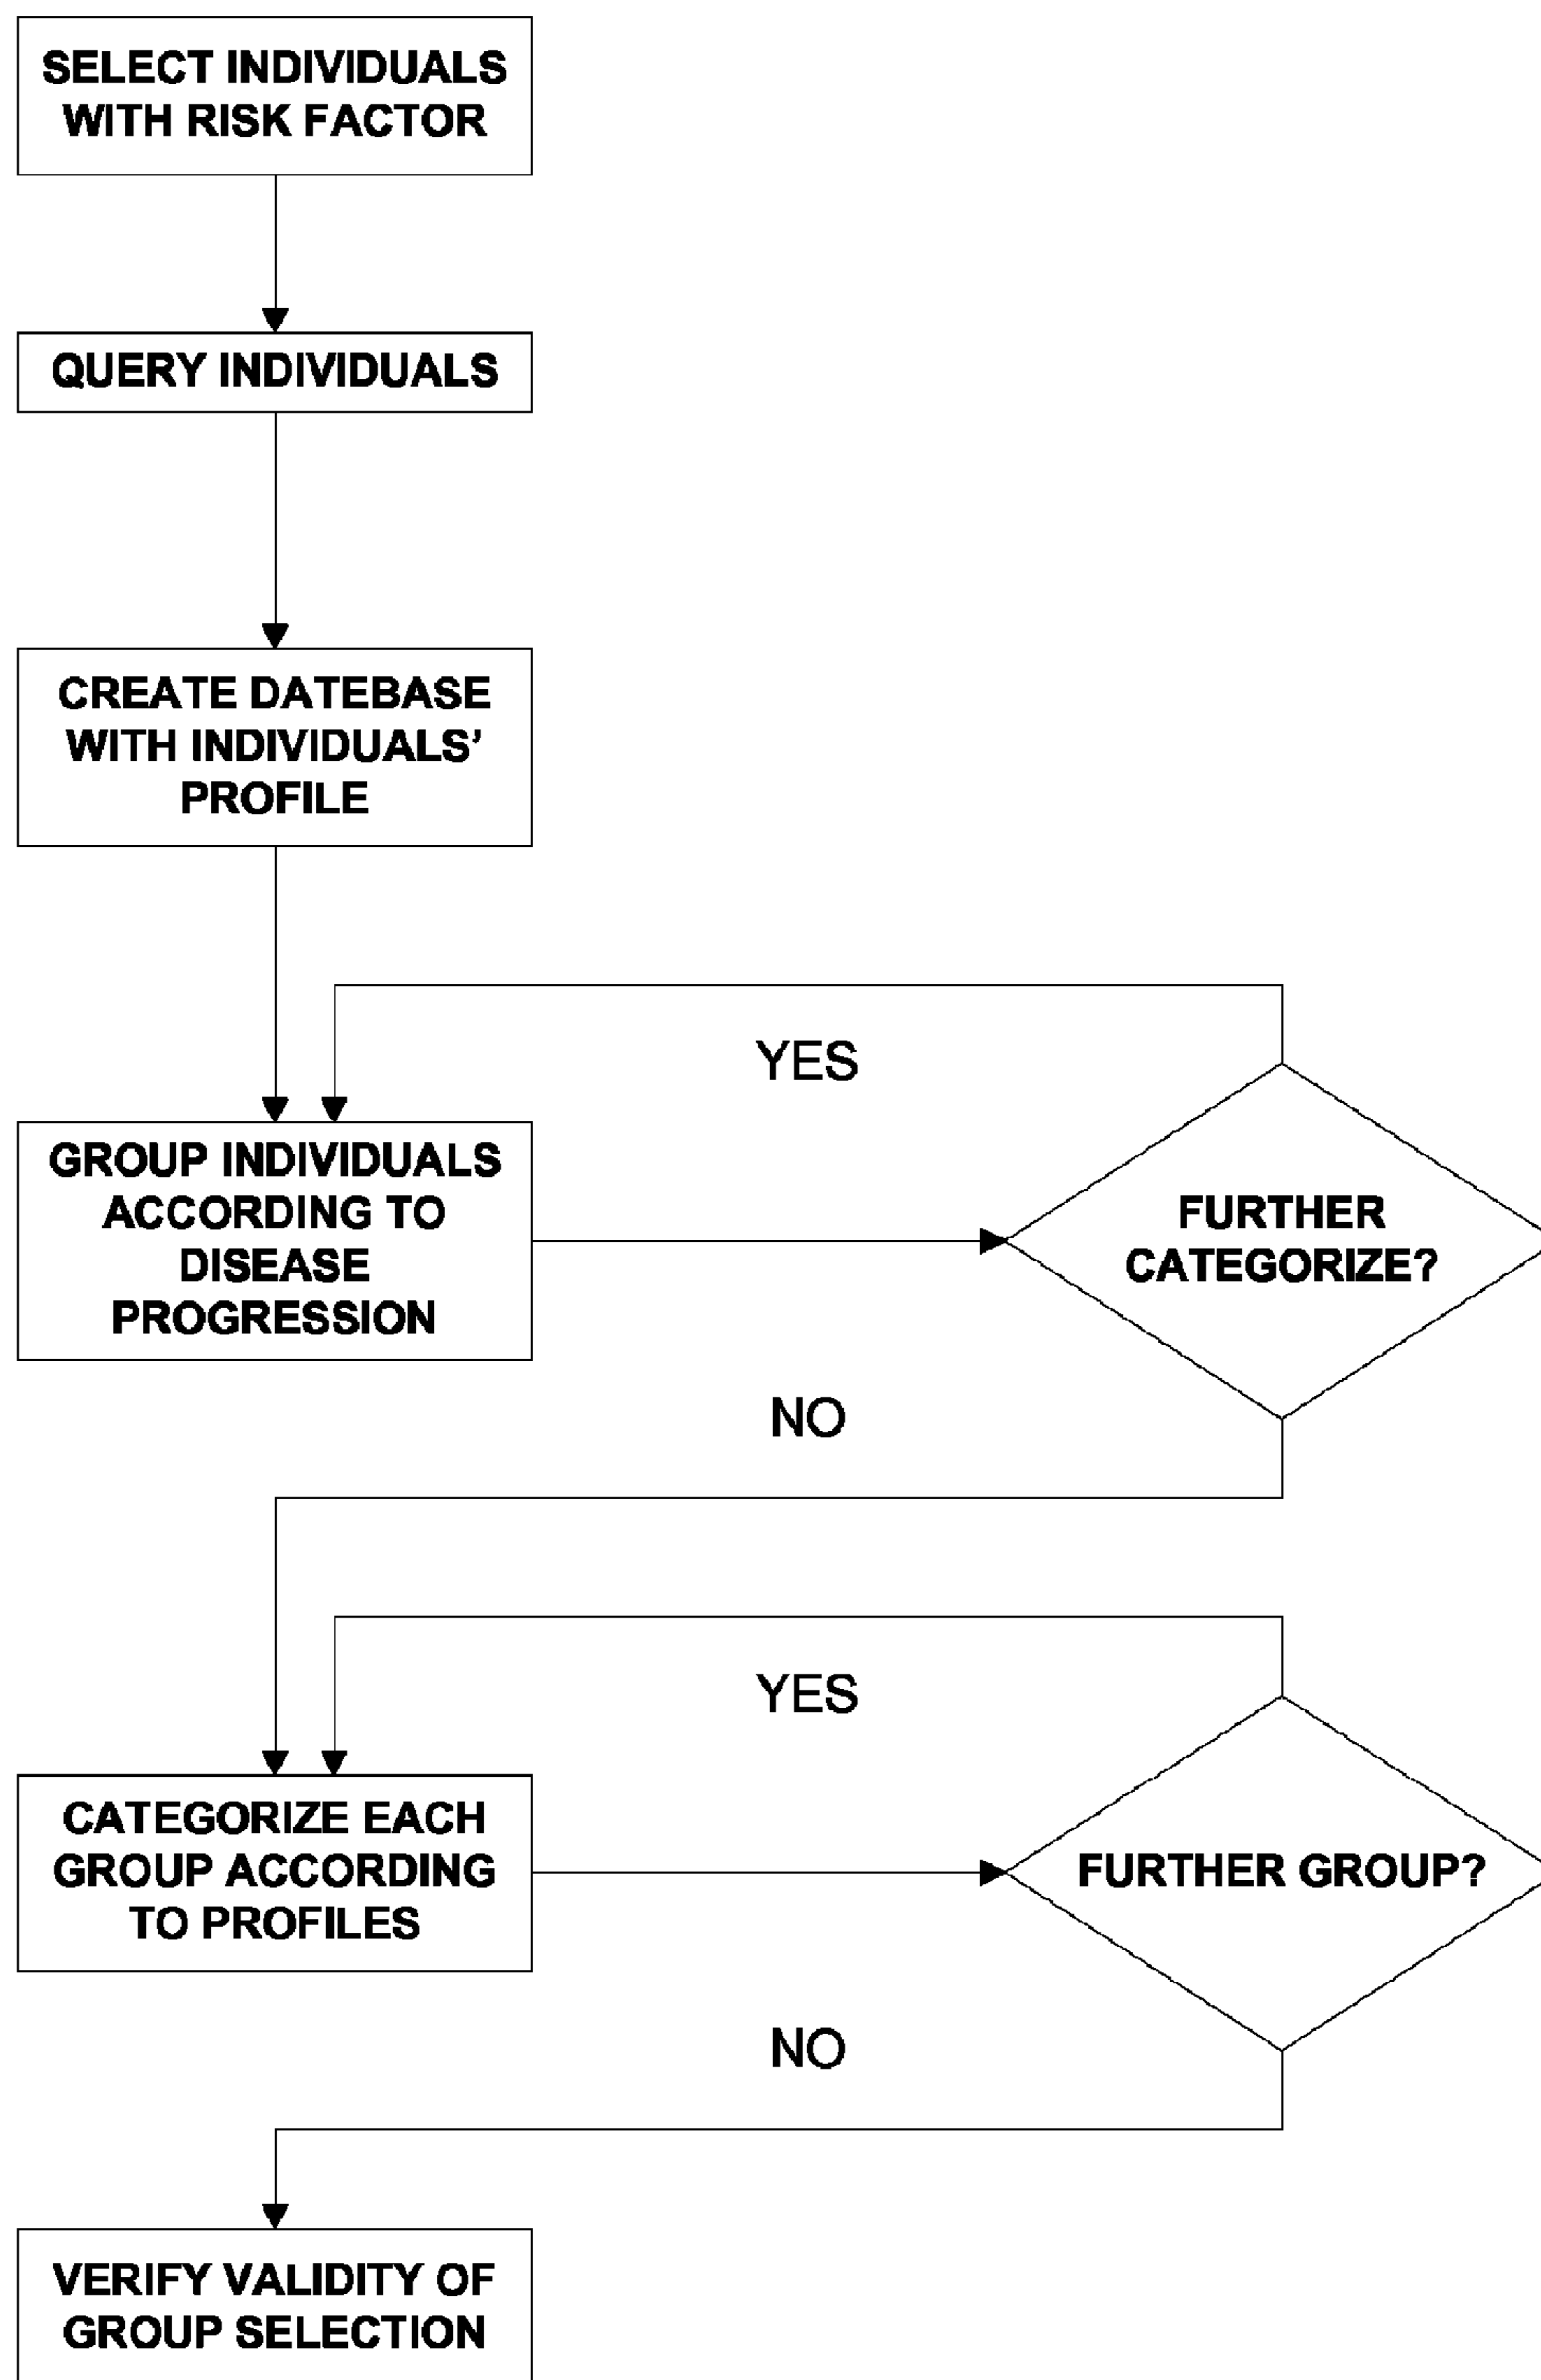 SELECT INDIVIDUALS
WITH RISK FACTOR
QUERY INDIVIDUALS
CREATE DATEBASE
WITH INDIVIDUALS'
PROFILE
YES
GROUP INDIVIDUALS
ACCORDING TO
DISEASE
PROGRESSION
FURTHER
CATEGORIZE?
NO
YES
CATEGORIZE EACH
GROUP ACCORDING
TO PROFILES
FURTHER GROUP?
NO
VERIFY VALIDITY OF
GROUP SELECTION